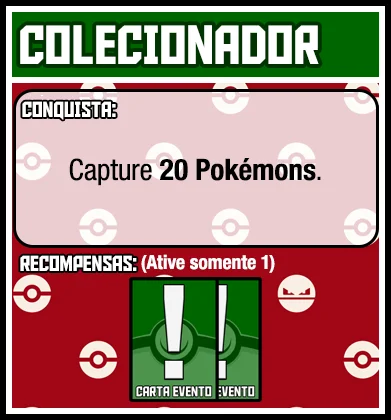 COLECIONADOR
CONQUISTA:
Capture 20 Pokémons.
RECOMPENSAS: (Ative somente 1)
!
!
CARTA EVENTO
EVENTO